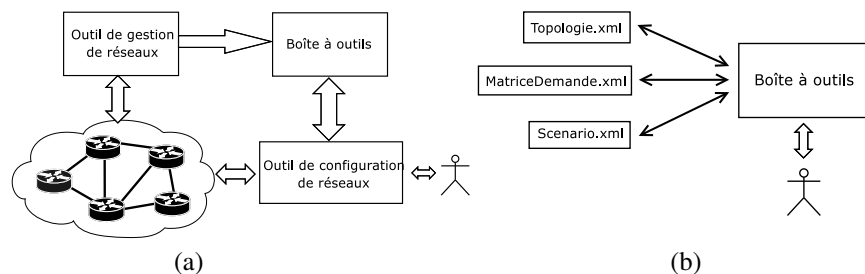 Outil de gestion
de réseaux
Boîte à outils
Outil de configuration
de réseaux
(a)
Topologie.xml
MatriceDemande.xml
Scenario.xml
Boîte à outils
(b)